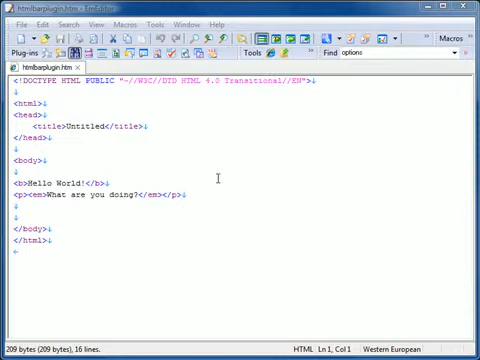 htmlbarplugin.htm - EmEditor
File Edit Search View Macros Tools Window Help
Macros
Plug-ins Tools Find options
htmlbarplugin.htm
<!DOCTYPE HTML PUBLIC "-//W3C//DTD HTML 4.0 Transitional//EN">
<html>
<head>
<title>Untitled</title>
</head>
<body>
<b>Hello World!</b>
<p><em>What are you doing?</em></p>
</body>
</html>
209 bytes (209 bytes), 16 lines. HTML Ln 1, Col 1 Western European